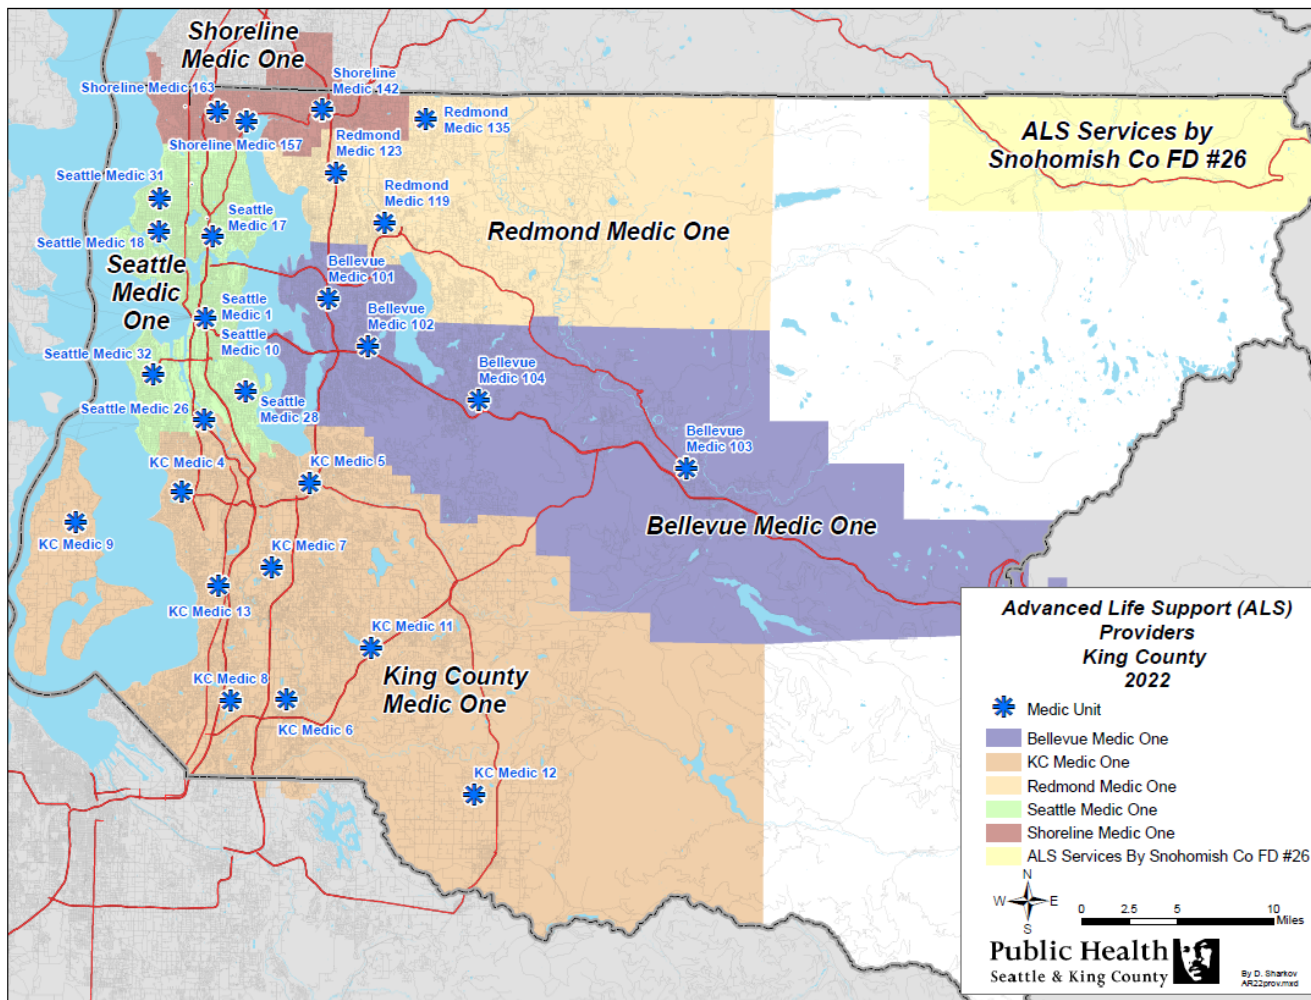 Shoreline
Medic One
Shoreline Medic 163
Shoreline
Medic 142
Redmond
Medic 135
Shoreline Medic 157
Redmond
Medic 123
ALS Services by
Snohomish Co FD #26
Seattle Medic 31
Redmond
Medic 119
Seattle
Medic 17
Seattle Medic 18
Redmond Medic One
Seattle
Medic
One
Bellevue
Medic 101
Seattle
Medic 1
Bellevue
Medic 102
Seattle
Medic 10
Seattle Medic 32
Bellevue
Medic 104
Seattle Medic 26
Seattle
Medic 28
Bellevue
Medic 103
KC Medic 4
KC Medic 5
Bellevue Medic One
KC Medic 9
KC Medic 7
KC Medic 13
KC Medic 11
King County
Medic One
KC Medic 8
KC Medic 6
KC Medic 12
Advanced Life Support (ALS)
Providers
King County
2022
Medic Unit
Bellevue Medic One
KC Medic One
Redmond Medic One
Seattle Medic One
Shoreline Medic One
ALS Services By Snohomish Co FD #26
N
W E
S
0 2.5 5 10
Miles
Public Health
Seattle & King County
By D. Sharkov
AR22prov.mxd